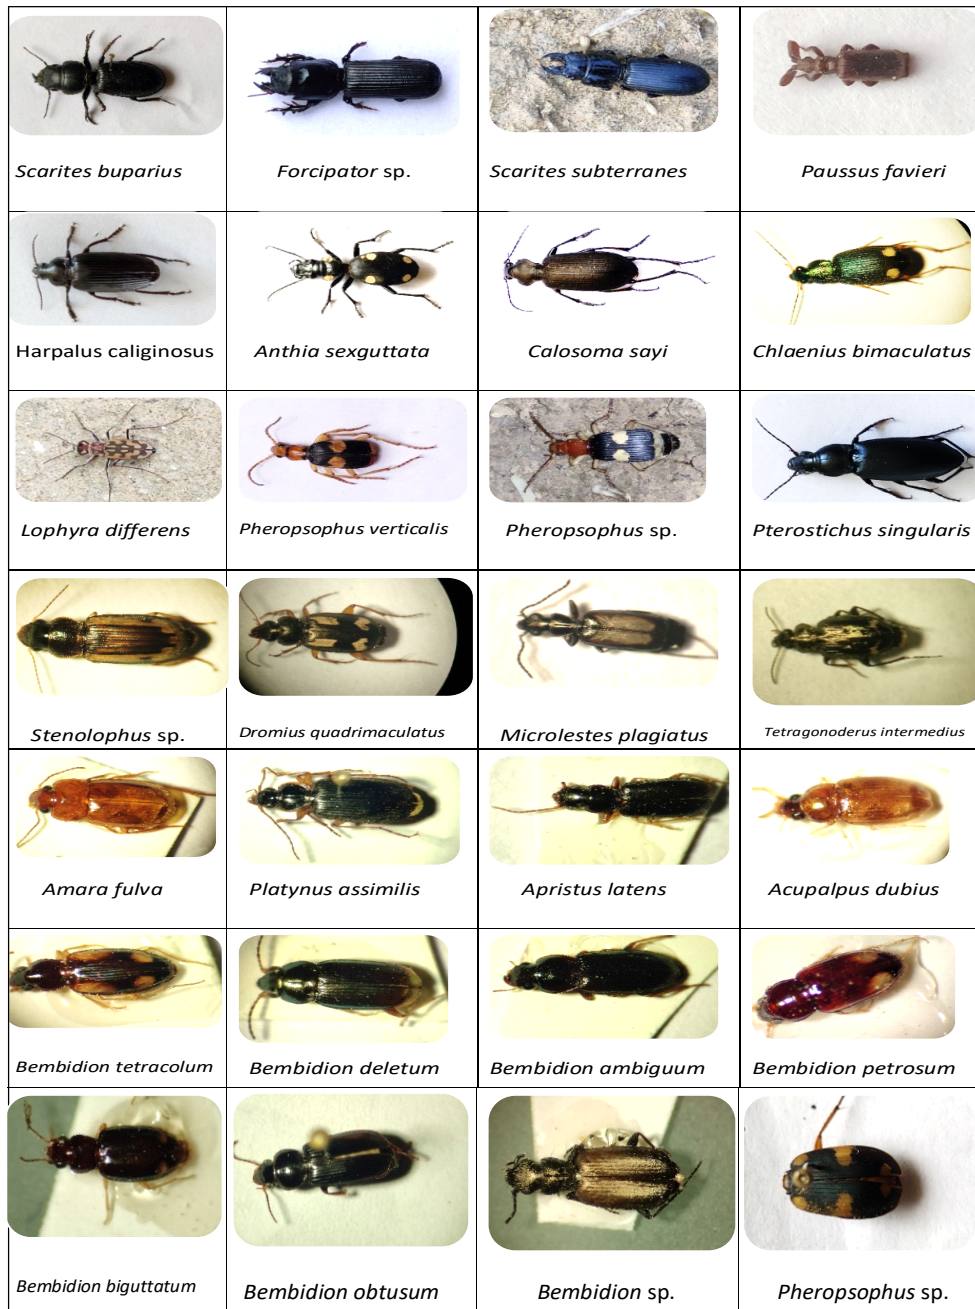 Scarites buparius
Forcipator sp.
Scarites subterranes
Paussus favieri
Harpalus caliginosus
Anthia sexguttata
Calosoma sayi
Chlaenius bimaculatus
Lophyra differens
Pheropsophus verticalis
Pheropsophus sp.
Pterostichus singularis
Stenolophus sp.
Dromius quadrimaculatus
Microlestes plagiatus
Tetragonoderus intermedius
Amara fulva
Platynus assimilis
Apristus latens
Acupalpus dubius
Bembidion tetracolum
Bembidion deletum
Bembidion ambiguum
Bembidion petrosum
Bembidion biguttatum
Bembidion obtusum
Bembidion sp.
Pheropsophus sp.